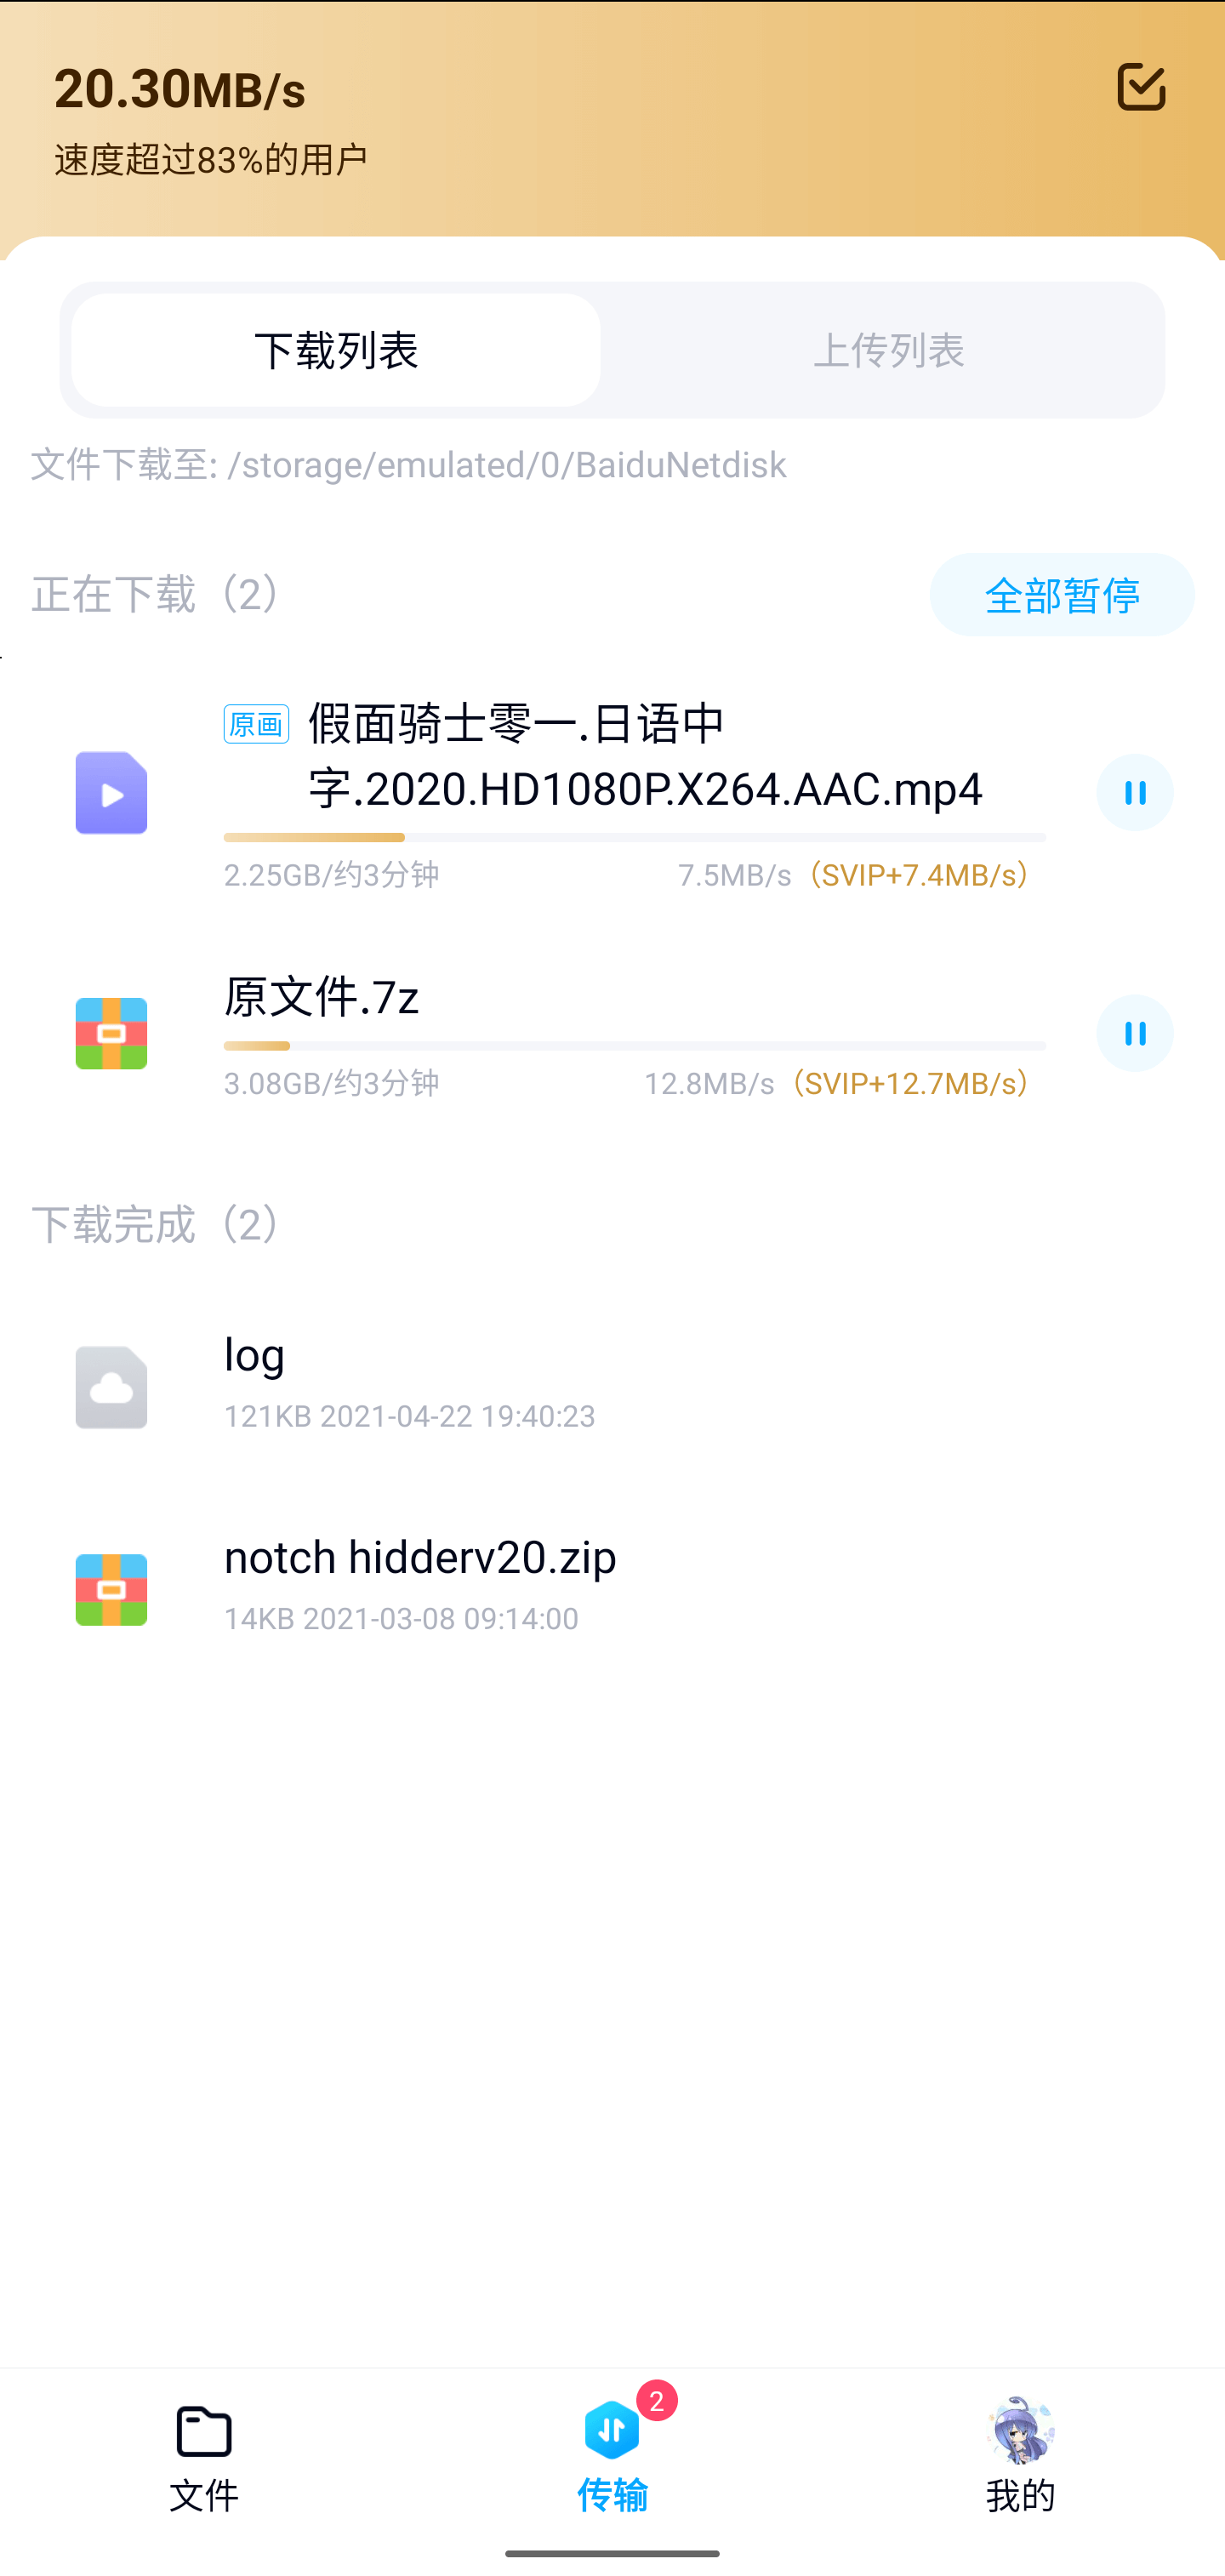 20.30MB/s
速度超过83%的用户
下载列表
上传列表
文件下载至: /storage/emulated/0/BaiduNetdisk
正在下载（2）
全部暂停
原画 假面骑士零一.日语中
字.2020.HD1080P.X264.AAC.mp4
2.25GB/约3分钟
7.5MB/s（SVIP+7.4MB/s）
原文件.7z
3.08GB/约3分钟
12.8MB/s（SVIP+12.7MB/s）
下载完成（2）
log
121KB 2021-04-22 19:40:23
notch hidderv20.zip
14KB 2021-03-08 09:14:00
2
文件
传输
我的